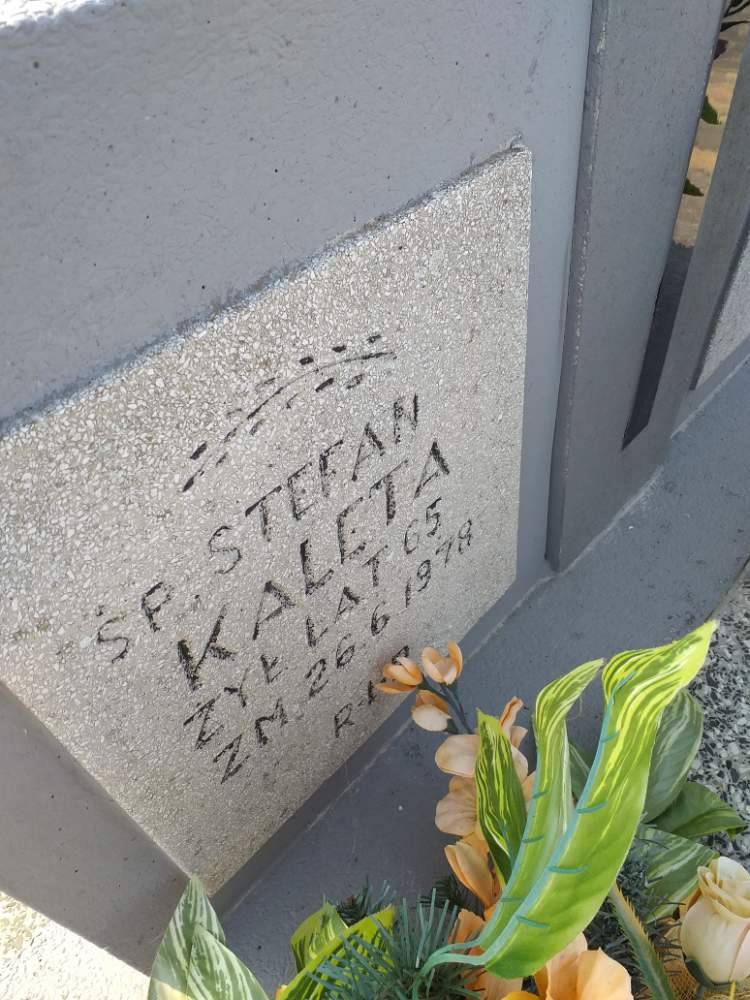 ŚP. STEFAN
KALETA
ŻYŁ LAT 65
ZM. 26.6 1978